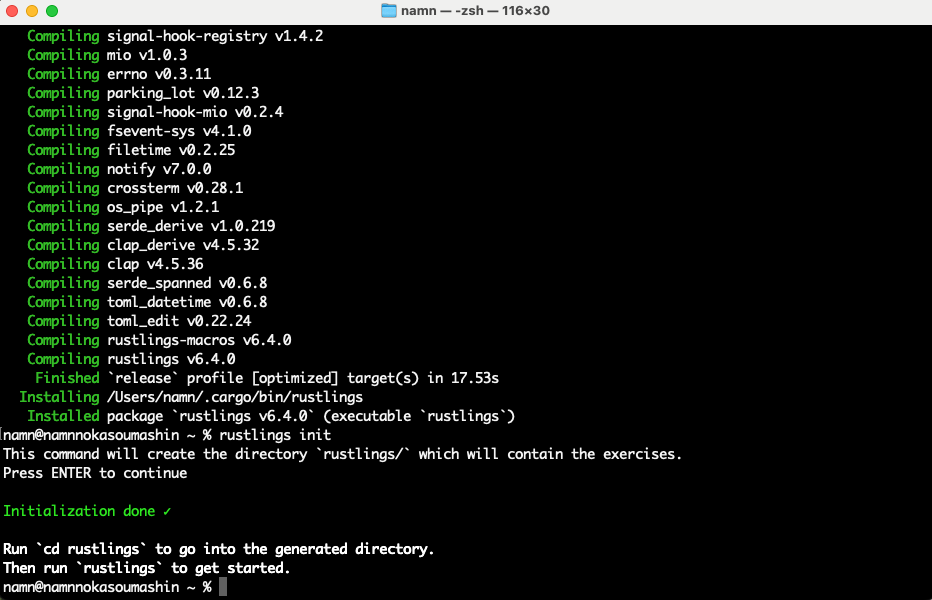 namn — -zsh — 116×30
Compiling signal-hook-registry v1.4.2
Compiling mio v1.0.3
Compiling errno v0.3.11
Compiling parking_lot v0.12.3
Compiling signal-hook-mio v0.2.4
Compiling fsevent-sys v4.1.0
Compiling filetime v0.2.25
Compiling notify v7.0.0
Compiling crossterm v0.28.1
Compiling os_pipe v1.2.1
Compiling serde_derive v1.0.219
Compiling clap_derive v4.5.32
Compiling clap v4.5.36
Compiling serde_spanned v0.6.8
Compiling toml_datetime v0.6.8
Compiling toml_edit v0.22.24
Compiling rustlings-macros v6.4.0
Compiling rustlings v6.4.0
Finished `release` profile [optimized] target(s) in 17.53s
Installing /Users/namn/.cargo/bin/rustlings
Installed package `rustlings v6.4.0` (executable `rustlings`)
namn@namnnokasoumashin ~ % rustlings init
This command will create the directory `rustlings/` which will contain the exercises.
Press ENTER to continue
Initialization done ✓
Run `cd rustlings` to go into the generated directory.
Then run `rustlings` to get started.
namn@namnnokasoumashin ~ %